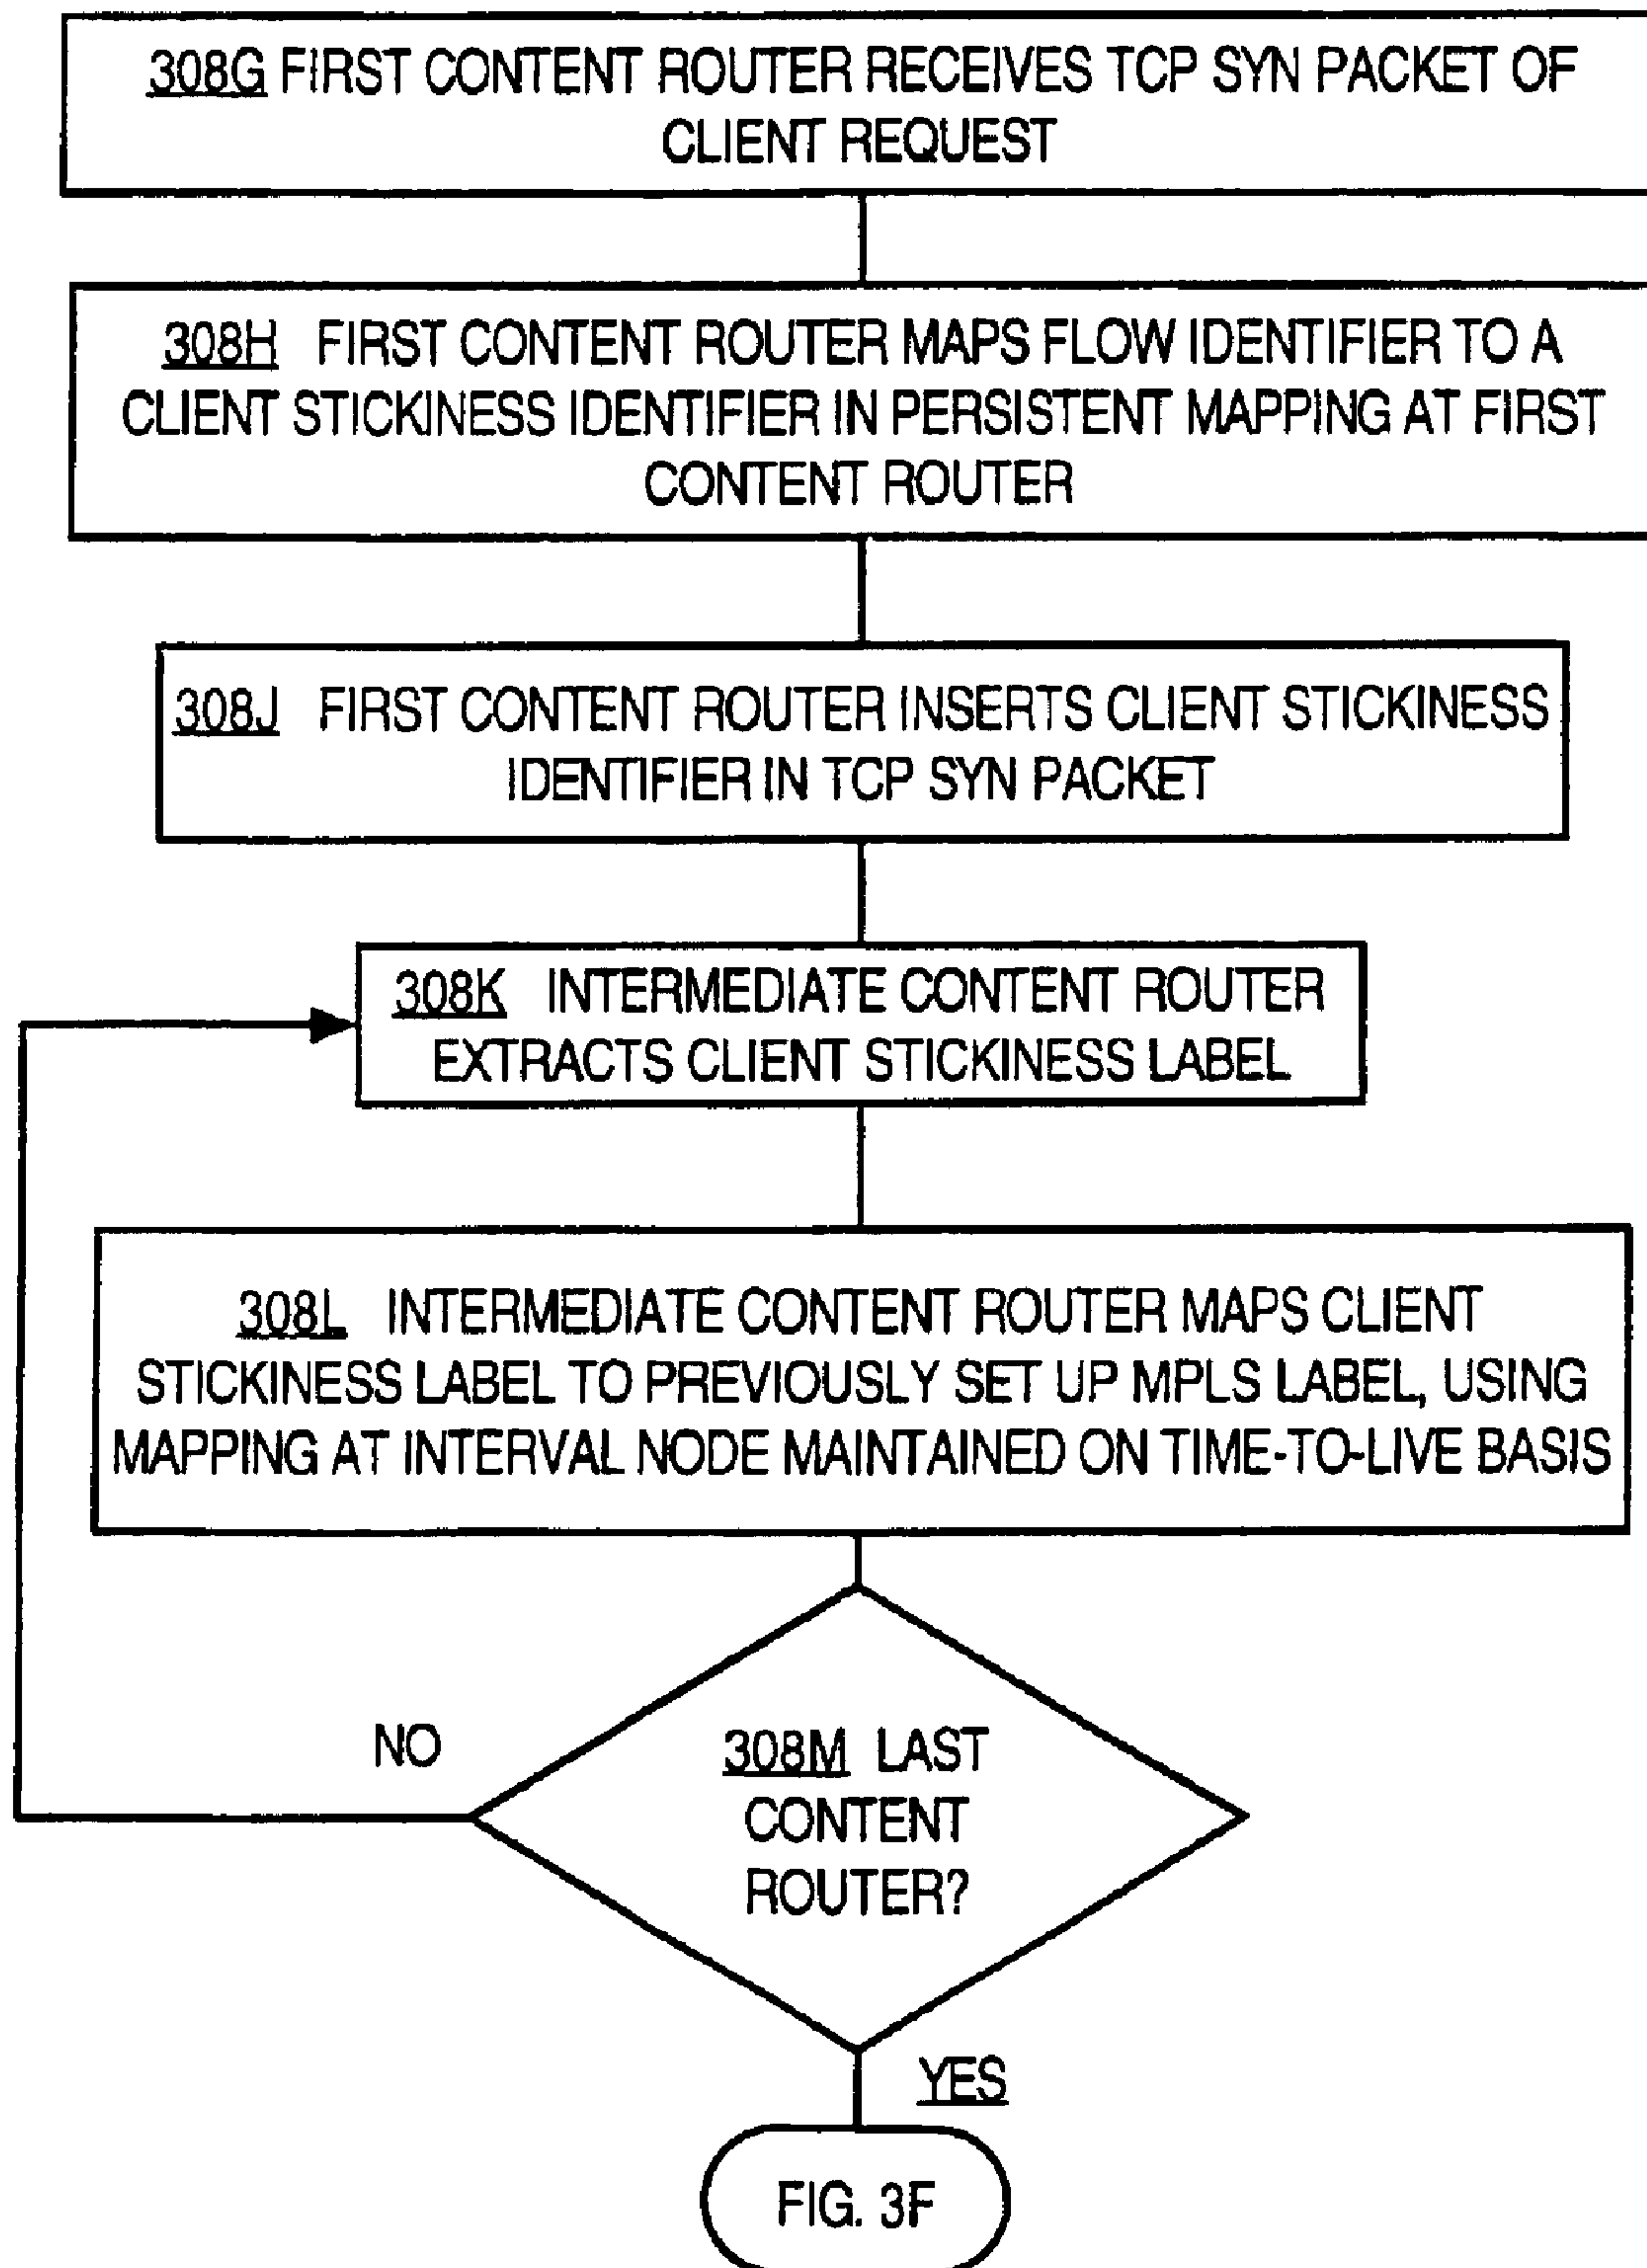 308G FIRST CONTENT ROUTER RECEIVES TCP SYN PACKET OF
CLIENT REQUEST
308H FIRST CONTENT ROUTER MAPS FLOW IDENTIFIER TO A
CLIENT STICKINESS IDENTIFIER IN PERSISTENT MAPPING AT FIRST
CONTENT ROUTER
308J FIRST CONTENT ROUTER INSERTS CLIENT STICKINESS
IDENTIFIER IN TCP SYN PACKET
308K INTERMEDIATE CONTENT ROUTER
EXTRACTS CLIENT STICKINESS LABEL
308L INTERMEDIATE CONTENT ROUTER MAPS CLIENT
STICKINESS LABEL TO PREVIOUSLY SET UP MPLS LABEL, USING
MAPPING AT INTERVAL NODE MAINTAINED ON TIME-TO-LIVE BASIS
NO
308M LAST
CONTENT
ROUTER?
YES
FIG. 3F